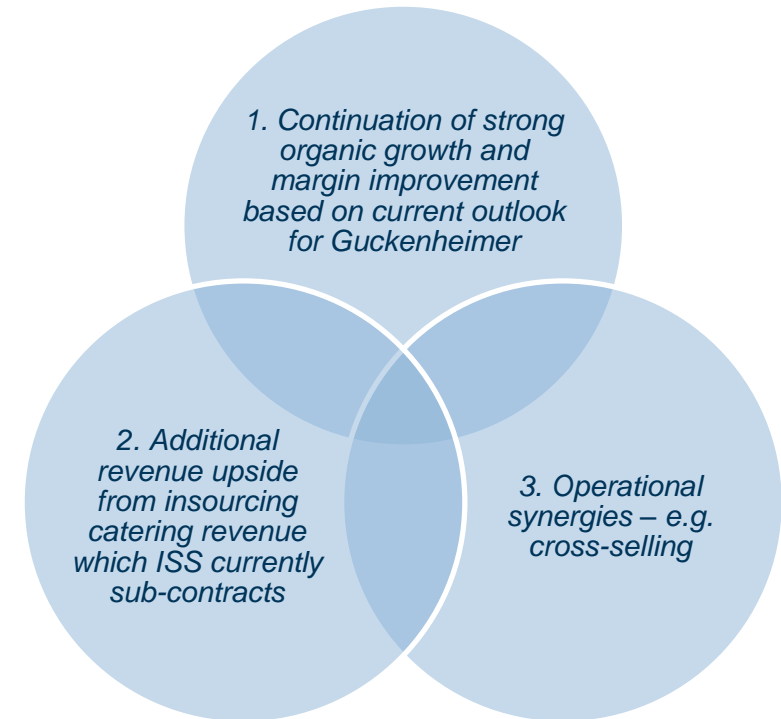 1. Continuation of strong
organic growth and
margin improvement
based on current outlook
for Guckenheimer
2. Additional
revenue upside
from insourcing
catering revenue
which ISS currently
sub-contracts
3. Operational
synergies – e.g.
cross-selling